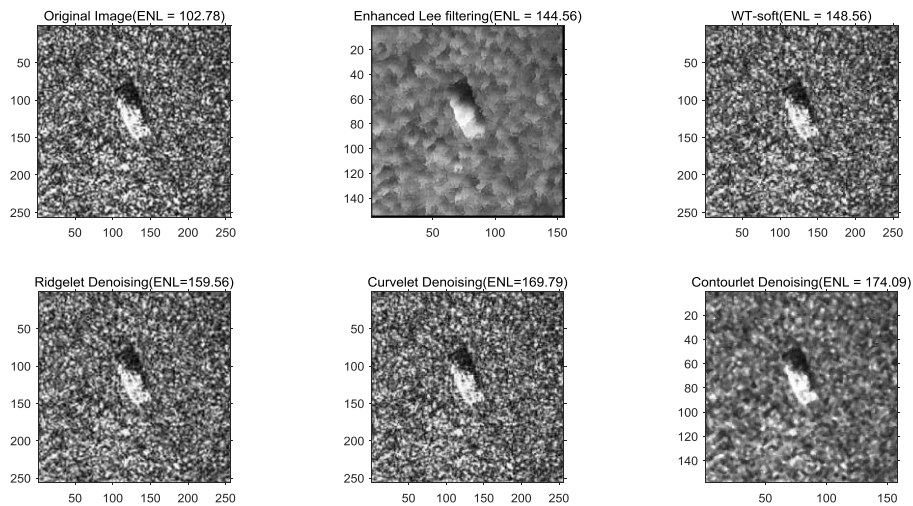 Original Image(ENL = 102.78)
Enhanced Lee filtering(ENL = 144.56)
WT-soft(ENL = 148.56)
50
100
150
200
250
50 100 150 200 250
20
40
60
80
100
120
140
50 100 150
50
100
150
200
250
50 100 150 200 250
Ridgelet Denoising(ENL=159.56)
Curvelet Denoising(ENL=169.79)
Contourlet Denoising(ENL = 174.09)
50
100
150
200
250
50 100 150 200 250
50
100
150
200
250
50 100 150 200 250
20
40
60
80
100
120
140
50 100 150